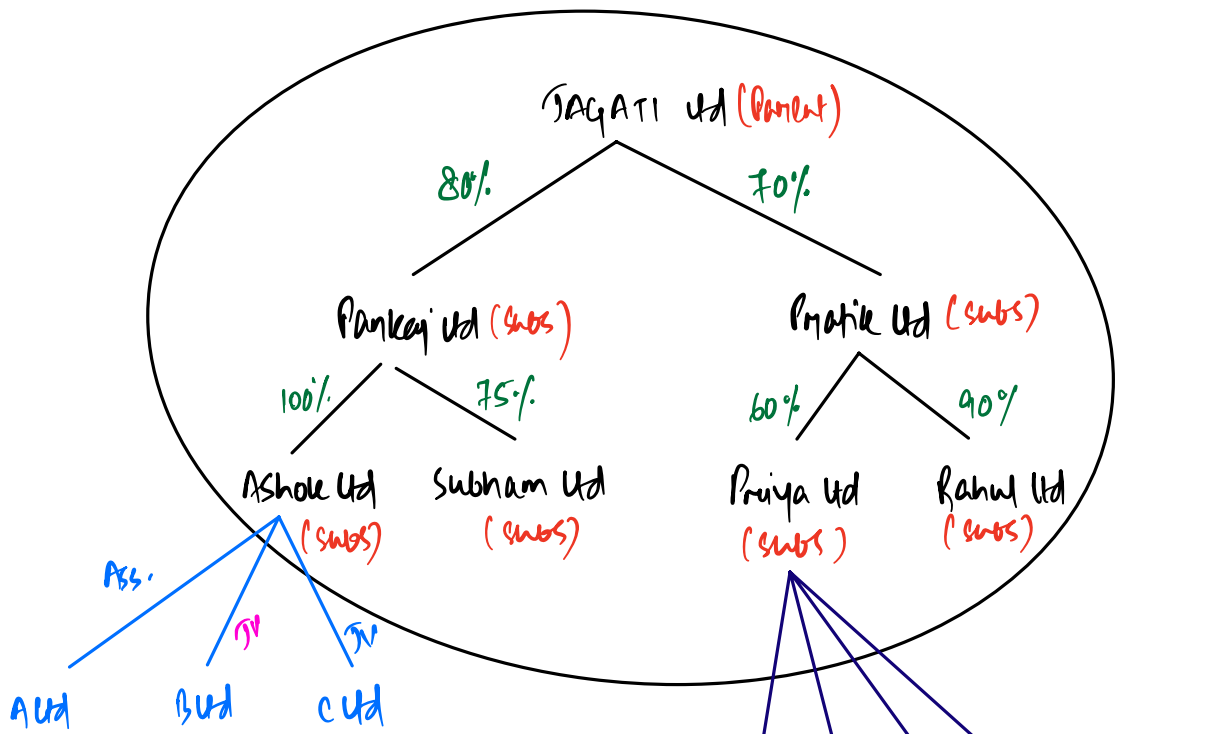 JAGATI Ltd (Parent)
80% 70%
Pankaj Ltd (Subs) Pratik Ltd (Subs)
100% 75% 60% 90%
Ashok Ltd Subham Ltd Priya Ltd Rahul Ltd
(Subs) (Subs) (Subs) (Subs)
Ass. JV JV
A Ltd B Ltd C Ltd